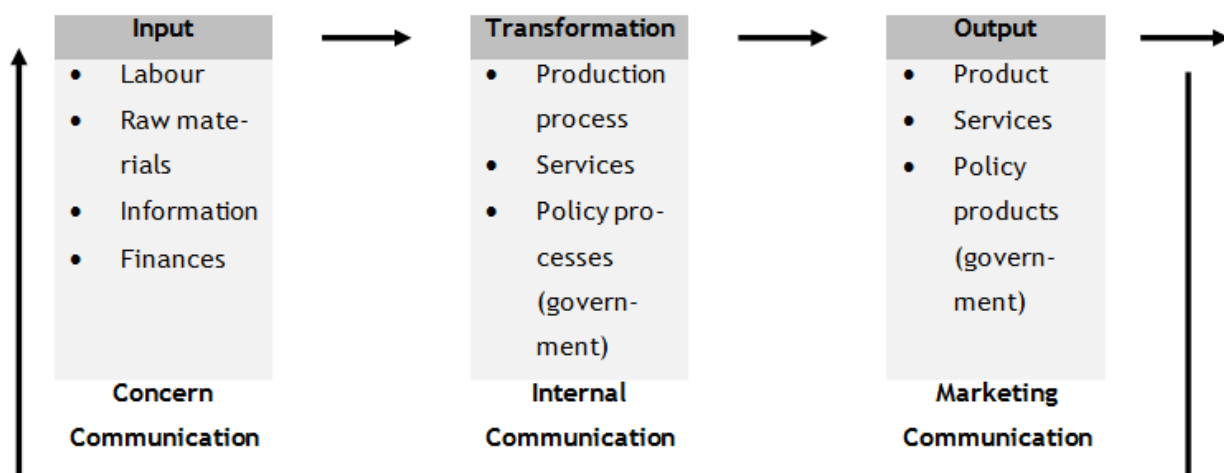 Input
Labour
Raw mate-
rials
Information
Finances
Concern
Communication
Transformation
Production
process
Services
Policy pro-
cesses
(govern-
ment)
Internal
Communication
Output
Product
Services
Policy
products
(govern-
ment)
Marketing
Communication